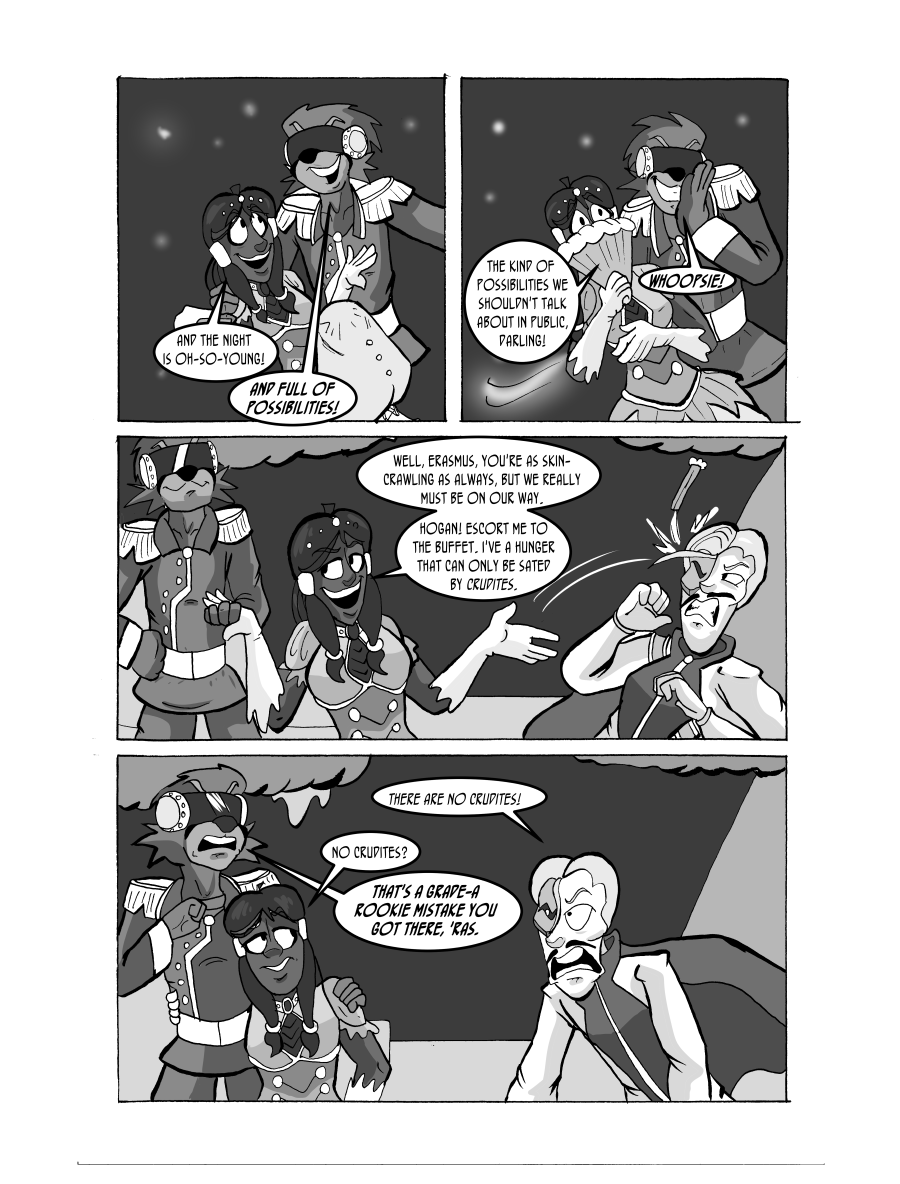 AND THE NIGHT
IS OH-SO-YOUNG!
AND FULL OF
POSSIBILITIES!
THE KIND OF
POSSIBILITIES WE
SHOULDN'T TALK
ABOUT IN PUBLIC,
DARLING!
WHOOPSIE!
WELL, ERASMUS, YOU'RE AS SKIN-
CRAWLING AS ALWAYS, BUT WE REALLY
MUST BE ON OUR WAY.
HOGAN! ESCORT ME TO
THE BUFFET. I'VE A HUNGER
THAT CAN ONLY BE SATED
BY CRUDITES.
THERE ARE NO CRUDITES!
NO CRUDITES?
THAT'S A GRADE-A
ROOKIE MISTAKE YOU
GOT THERE, 'RAS.